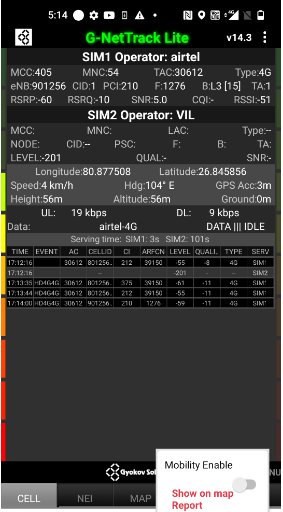 5:14
G-NetTrack Lite
v14.3
SIM1 Operator: airtel
MCC:405 MNC:54 TAC:30612 Type:4G
eNB:901256 CID:1 PCI:210 F:1276 B:L3 [15] TA:1
RSRP:-60 RSRQ:-10 SNR:5.0 CQI:- RSSI:-51
SIM2 Operator: VIL
MCC: MNC: LAC: Type:--
NODE: CID:-- PSC: F: B: TA:
LEVEL:-201 QUAL:- SNR:-
Longitude:80.877508 Latitude:26.845856
Speed:4 km/h Hdg:104° E GPS Acc:3m
Height:56m Altitude:56m Ground:0m
UL: 19 kbps DL: 9 kbps
Data: airtel-4G DATA ||| IDLE
Serving time: SIM1: 3s SIM2: 101s
TIME EVENT AC CELLID CI ARFCN LEVEL QUALI.. TYPE SERV
17:12:16 30612 801256.. 212 39150 -55 -8 4G SIM1
17:12:16 -- -201 -- SIM2
17:13:35 HO4G4G 30612 801256.. 375 39150 -61 -11 4G SIM1
17:13:44 HO4G4G 30612 801256.. 212 39150 -55 -11 4G SIM1
17:14:00 HO4G4G 30612 901256.. 210 1276 -59 -11 4G SIM1
Gyokov Sol
Mobility Enable
Show on map
Report
CELL NEI MAP